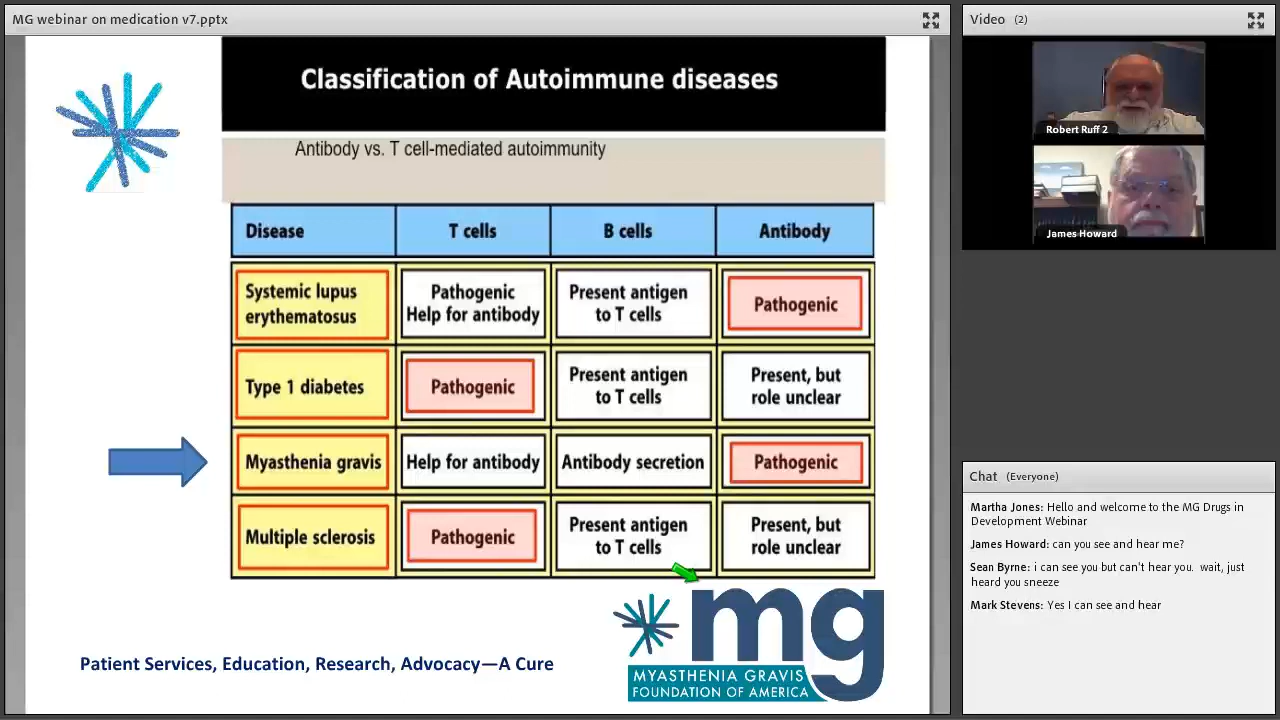 MG webinar on medication v7.pptx
Classification of Autoimmune diseases
Antibody vs. T cell-mediated autoimmunity
Disease
T cells
B cells
Antibody
Systemic lupus
erythematosus
Pathogenic
Help for antibody
Present antigen
to T cells
Pathogenic
Type 1 diabetes
Pathogenic
Present antigen
to T cells
Present, but
role unclear
Myasthenia gravis
Help for antibody
Antibody secretion
Pathogenic
Multiple sclerosis
Pathogenic
Present antigen
to T cells
Present, but
role unclear
Patient Services, Education, Research, Advocacy—A Cure
mg
MYASTHENIA GRAVIS
FOUNDATION OF AMERICA
Video (2)
Robert Ruff 2
James Howard
Chat (Everyone)
Martha Jones: Hello and welcome to the MG Drugs in
Development Webinar
James Howard: can you see and hear me?
Sean Byrne: i can see you but can't hear you. wait, just
heard you sneeze
Mark Stevens: Yes I can see and hear